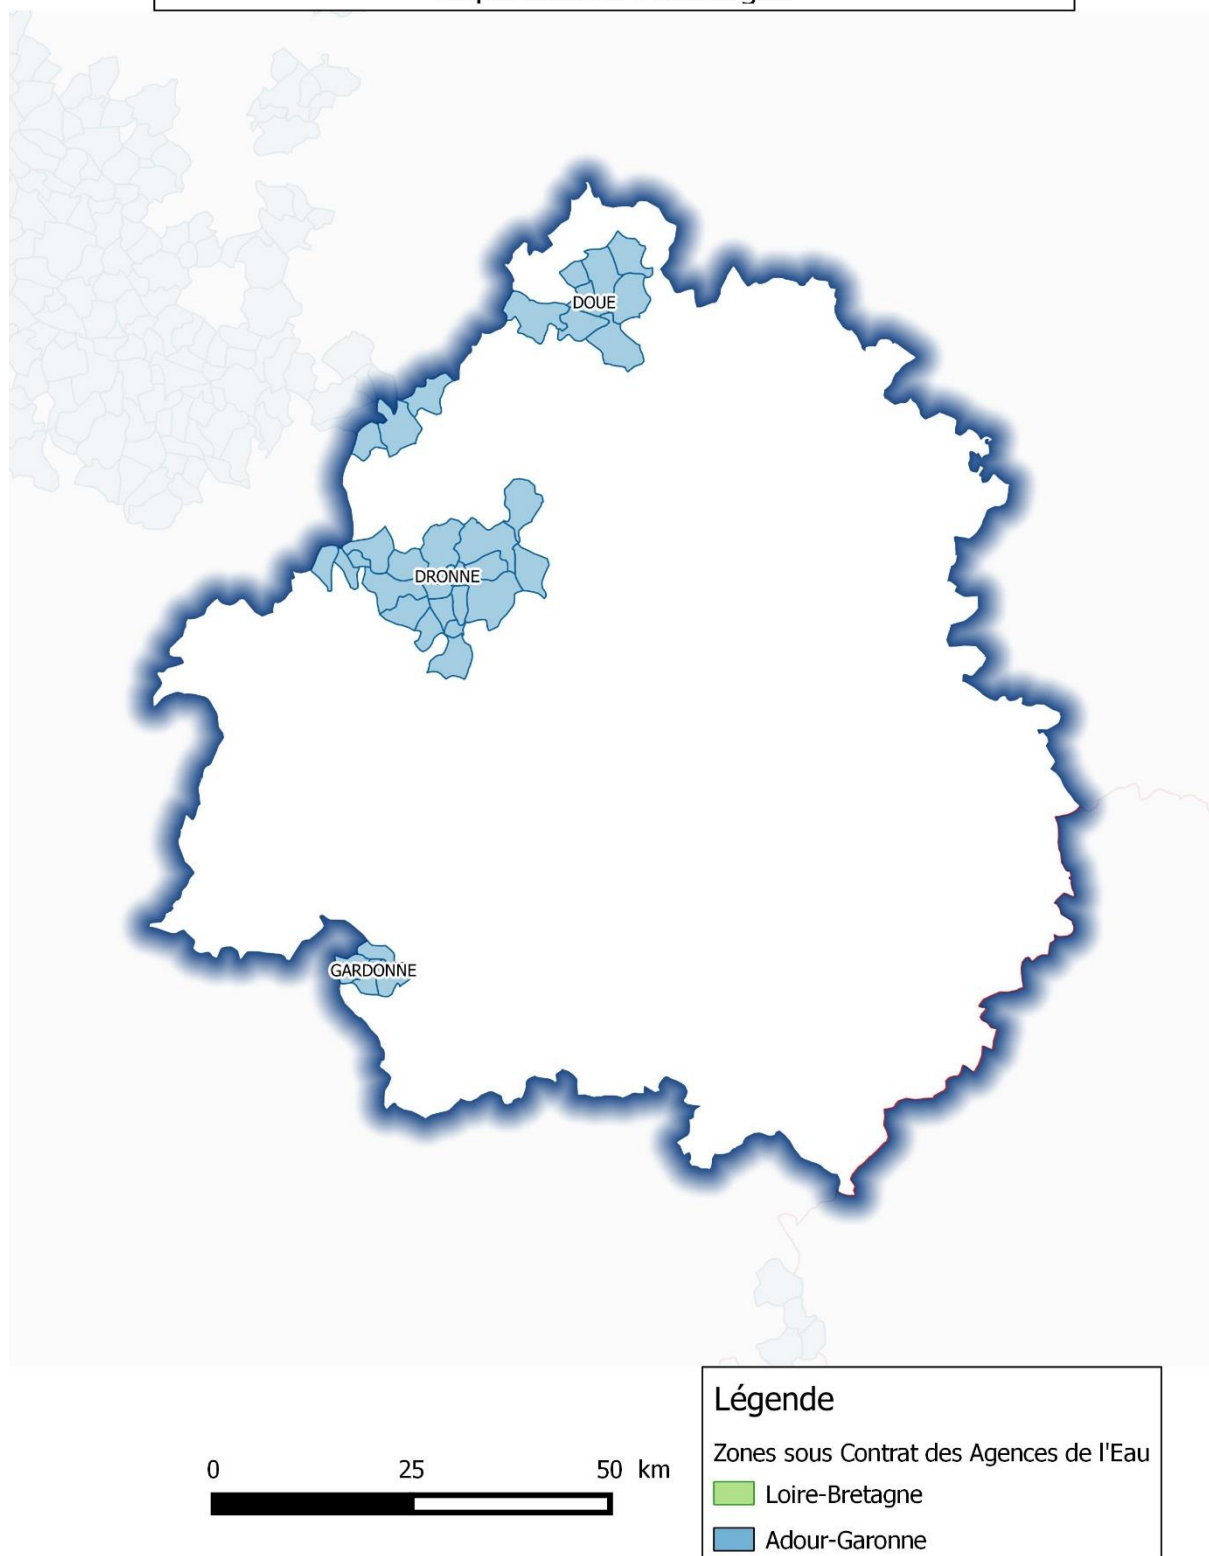 DOUE
DRONNE
GARDONNE
0 25 50 km
Légende
Zones sous Contrat des Agences de l'Eau
Loire-Bretagne
Adour-Garonne